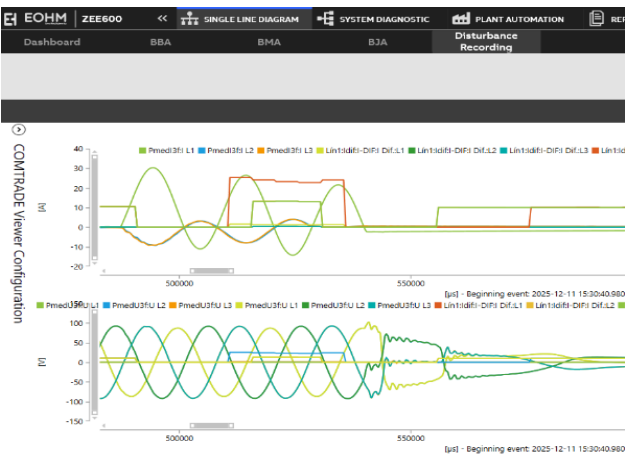 EOHM ZEE600 << SINGLE LINE DIAGRAM SYSTEM DIAGNOSTIC PLANT AUTOMATION REP
Dashboard BBA BMA BJA Disturbance
Recording
COMTRADE Viewer Configuration
PmedI3f:I L1 PmedI3f:I L2 PmedI3f:I L3 Lin1:Idif:I-DIF:I Dif.:L1 Lin1:Idif:I-DIF:I Dif.:L2 Lin1:Idif:I-DIF:I Dif.:L3 Lin1:Id
40
30
20
10
0
-10
-20
500000
550000
[µs] - Beginning event: 2025-12-11 15:30:40.980
PmedU3f:U L1 PmedU3f:U L2 PmedU3f:U L3 PmedU3f:U L1 PmedU3f:U L2 PmedU3f:U L3 Lin1:Idif:I-DIF:I Dif.:L1 Lin1:Idif:I-DIF:I Dif.:L2
150
100
50
0
-50
-100
-150
500000
550000
[µs] - Beginning event: 2025-12-11 15:30:40.980